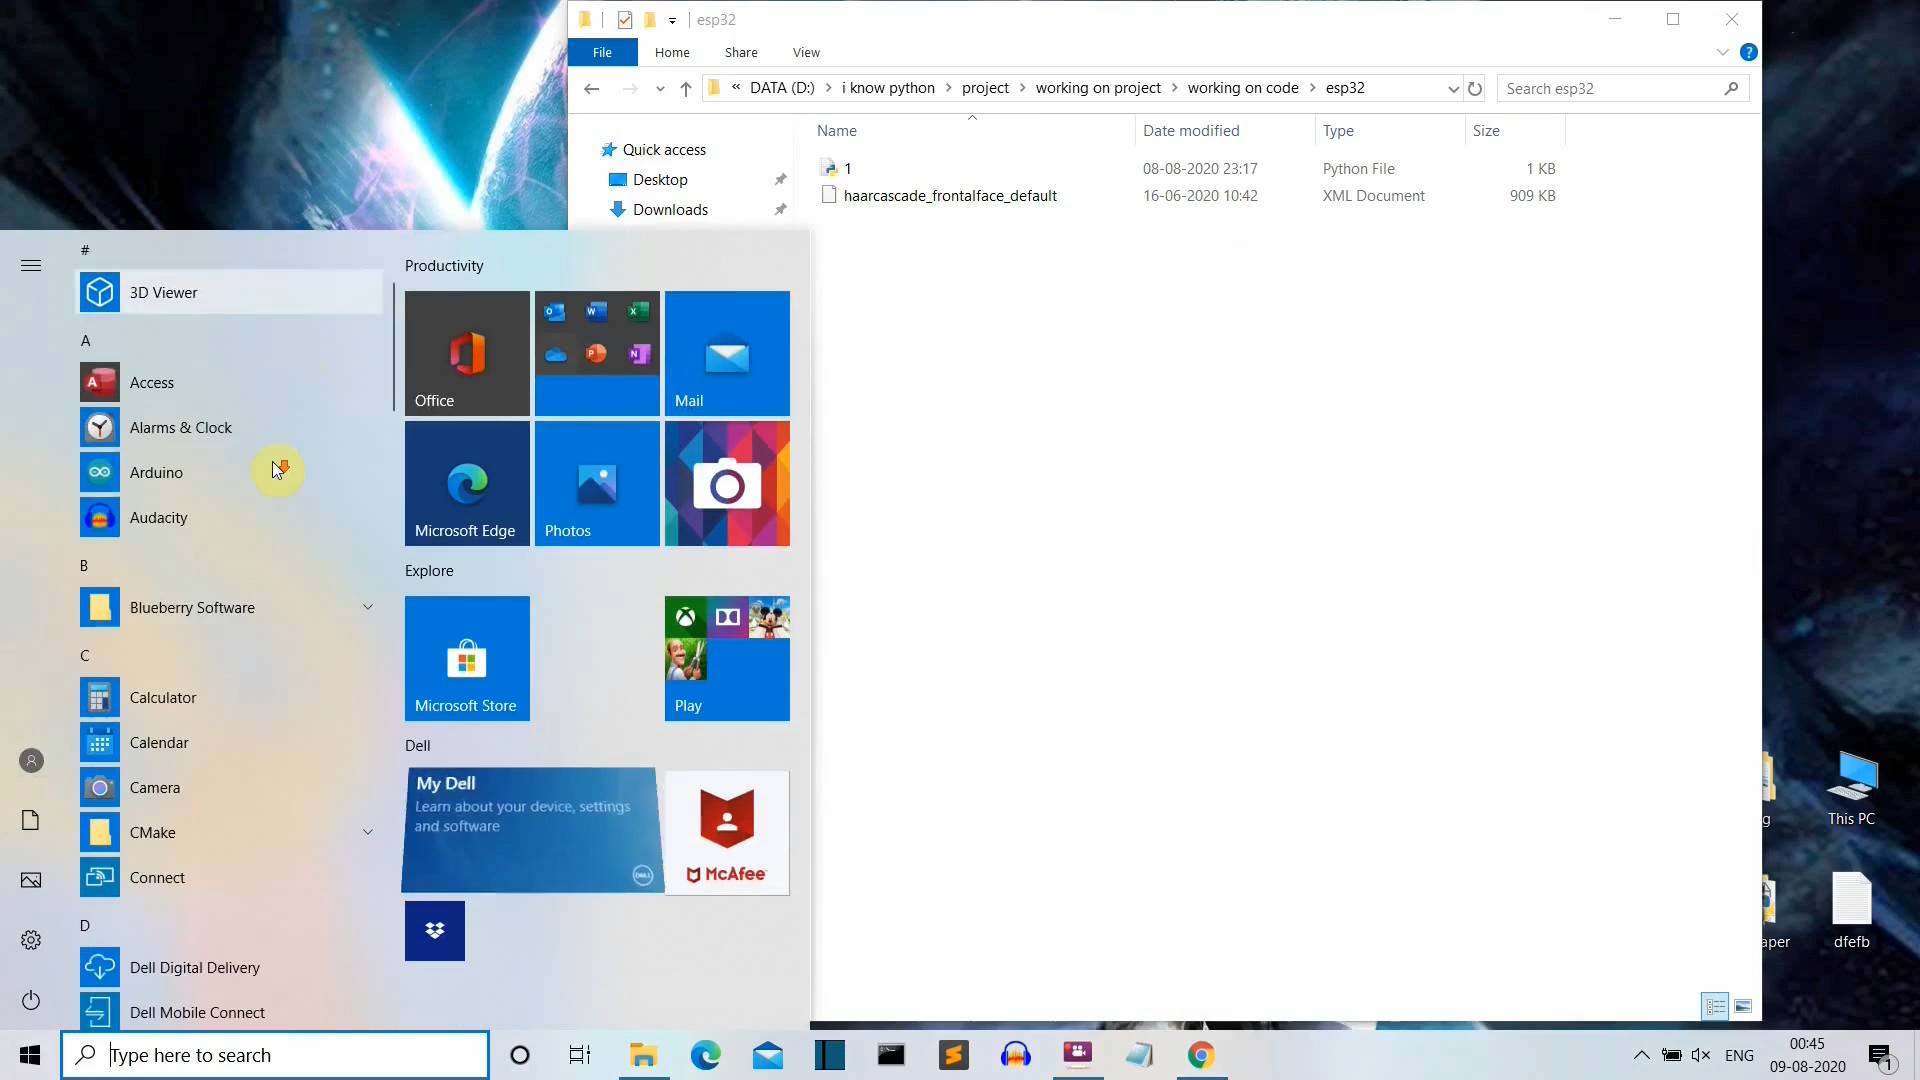 esp32
File
Home
Share
View
« DATA (D:) > i know python > project > working on project > working on code > esp32
Search esp32
Name
Date modified
Type
Size
Quick access
Desktop
Downloads
1
08-08-2020 23:17
Python File
1 KB
haarcascade_frontalface_default
16-06-2020 10:42
XML Document
909 KB
#
3D Viewer
A
Access
Alarms & Clock
Arduino
Audacity
B
Blueberry Software
C
Calculator
Calendar
Camera
CMake
Connect
D
Dell Digital Delivery
Dell Mobile Connect
Productivity
Office
Mail
Microsoft Edge
Photos
Explore
Microsoft Store
Play
Dell
My Dell
Learn about your device, settings
and software
DELL
McAfee
g
This PC
aper
dfefb
Type here to search
ENG
00:45
09-08-2020
1